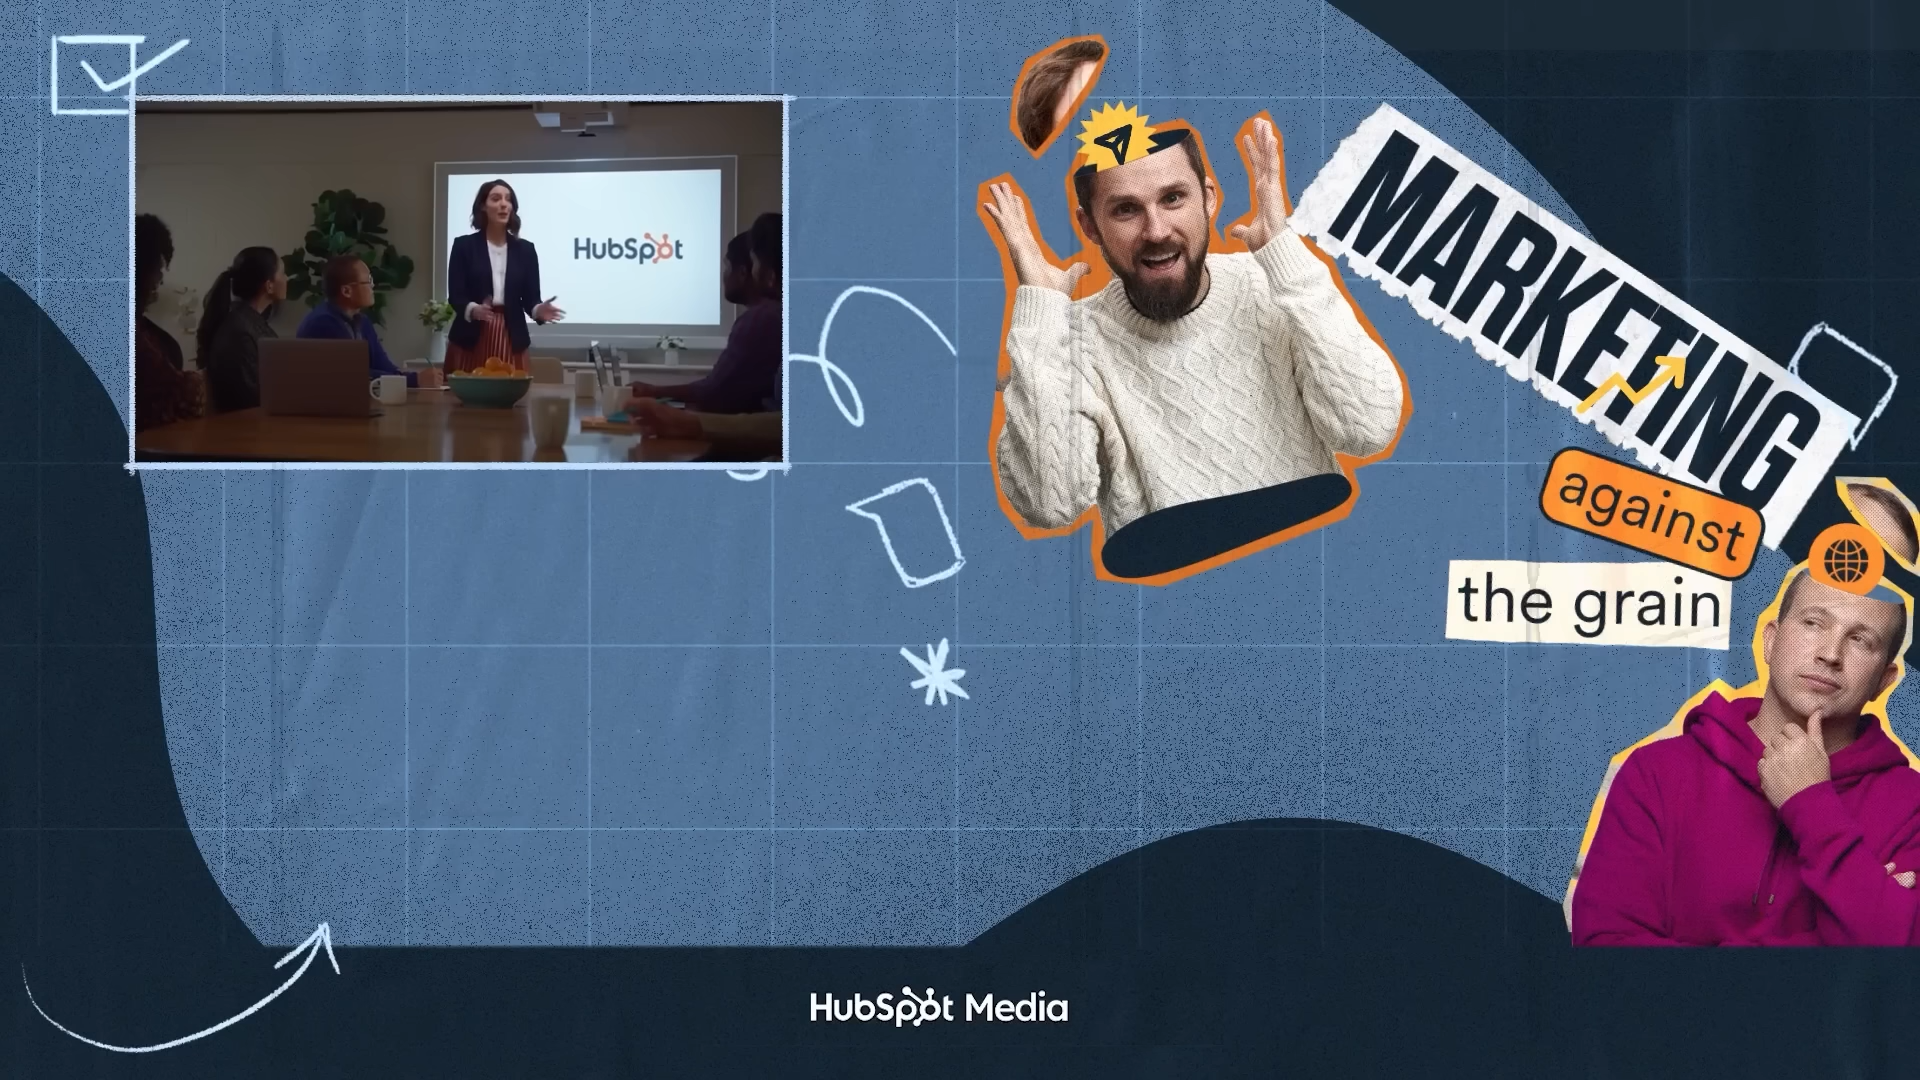 HubSpot
MARKETING
against
the grain
HubSpot Media